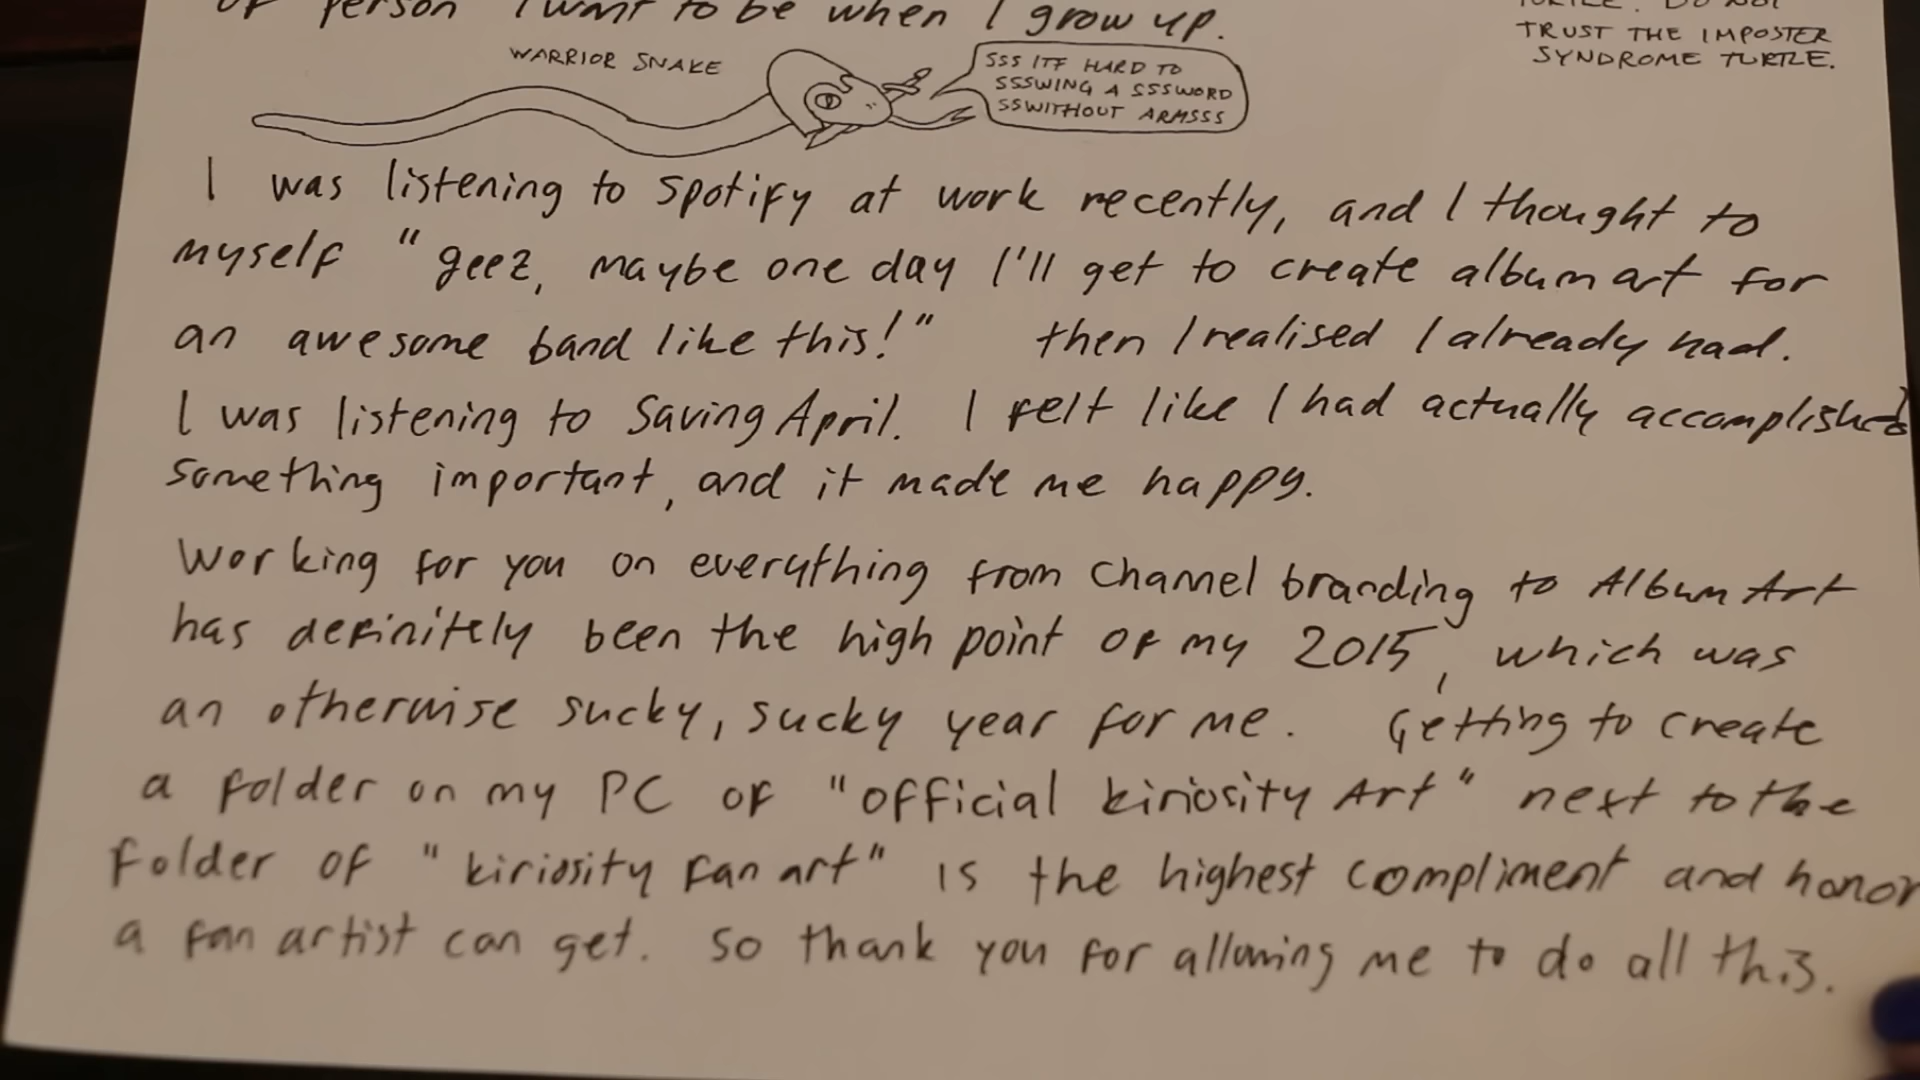 of person I want to be when I grow up.
TURTLE. DO NOT
TRUST THE IMPOSTER
SYNDROME TURTLE.
WARRIOR SNAKE
SSS ITF HARD TO
SSSWING A SSSWORD
SSWITHOUT ARMSSS
I was listening to Spotify at work recently, and I thought to
myself "geez, maybe one day I'll get to create album art for
an awesome band like this!" then I realised I already had.
I was listening to Saving April. I felt like I had actually accomplished
something important, and it made me happy.
Working for you on everything from channel branding to Album Art
has definitely been the high point of my 2015, which was
an otherwise sucky, sucky year for me. Getting to create
a folder on my PC of "official kiriosity Art" next to the
folder of "kiriosity fan art" is the highest compliment and honor
a fan artist can get. So thank you for allowing me to do all this.